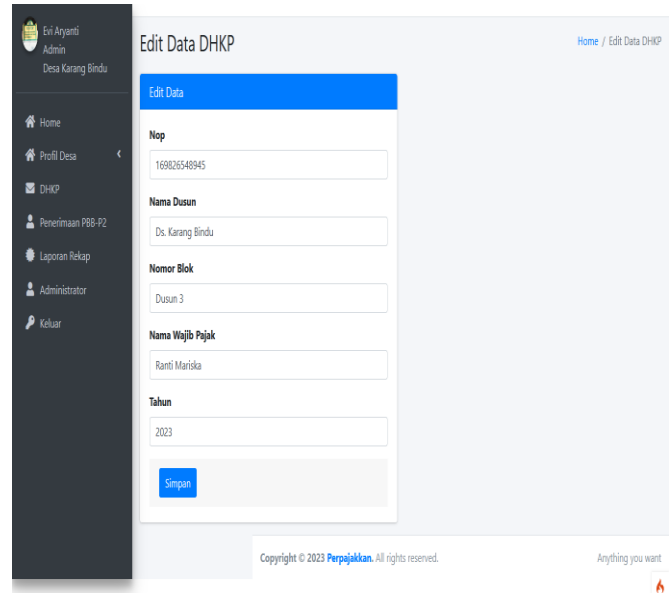 Evi Aryanti
Admin
Desa Karang Bindu
Home
Profil Desa
DHKP
Penerimaan PBB-P2
Laporan Rekap
Administrator
Keluar
Edit Data DHKP
Home / Edit Data DHKP
Edit Data
Nop
169826548945
Nama Dusun
Ds. Karang Bindu
Nomor Blok
Dusun 3
Nama Wajib Pajak
Ranti Mariska
Tahun
2023
Simpan
Copyright © 2023 Perpajakkan. All rights reserved.
Anything you want